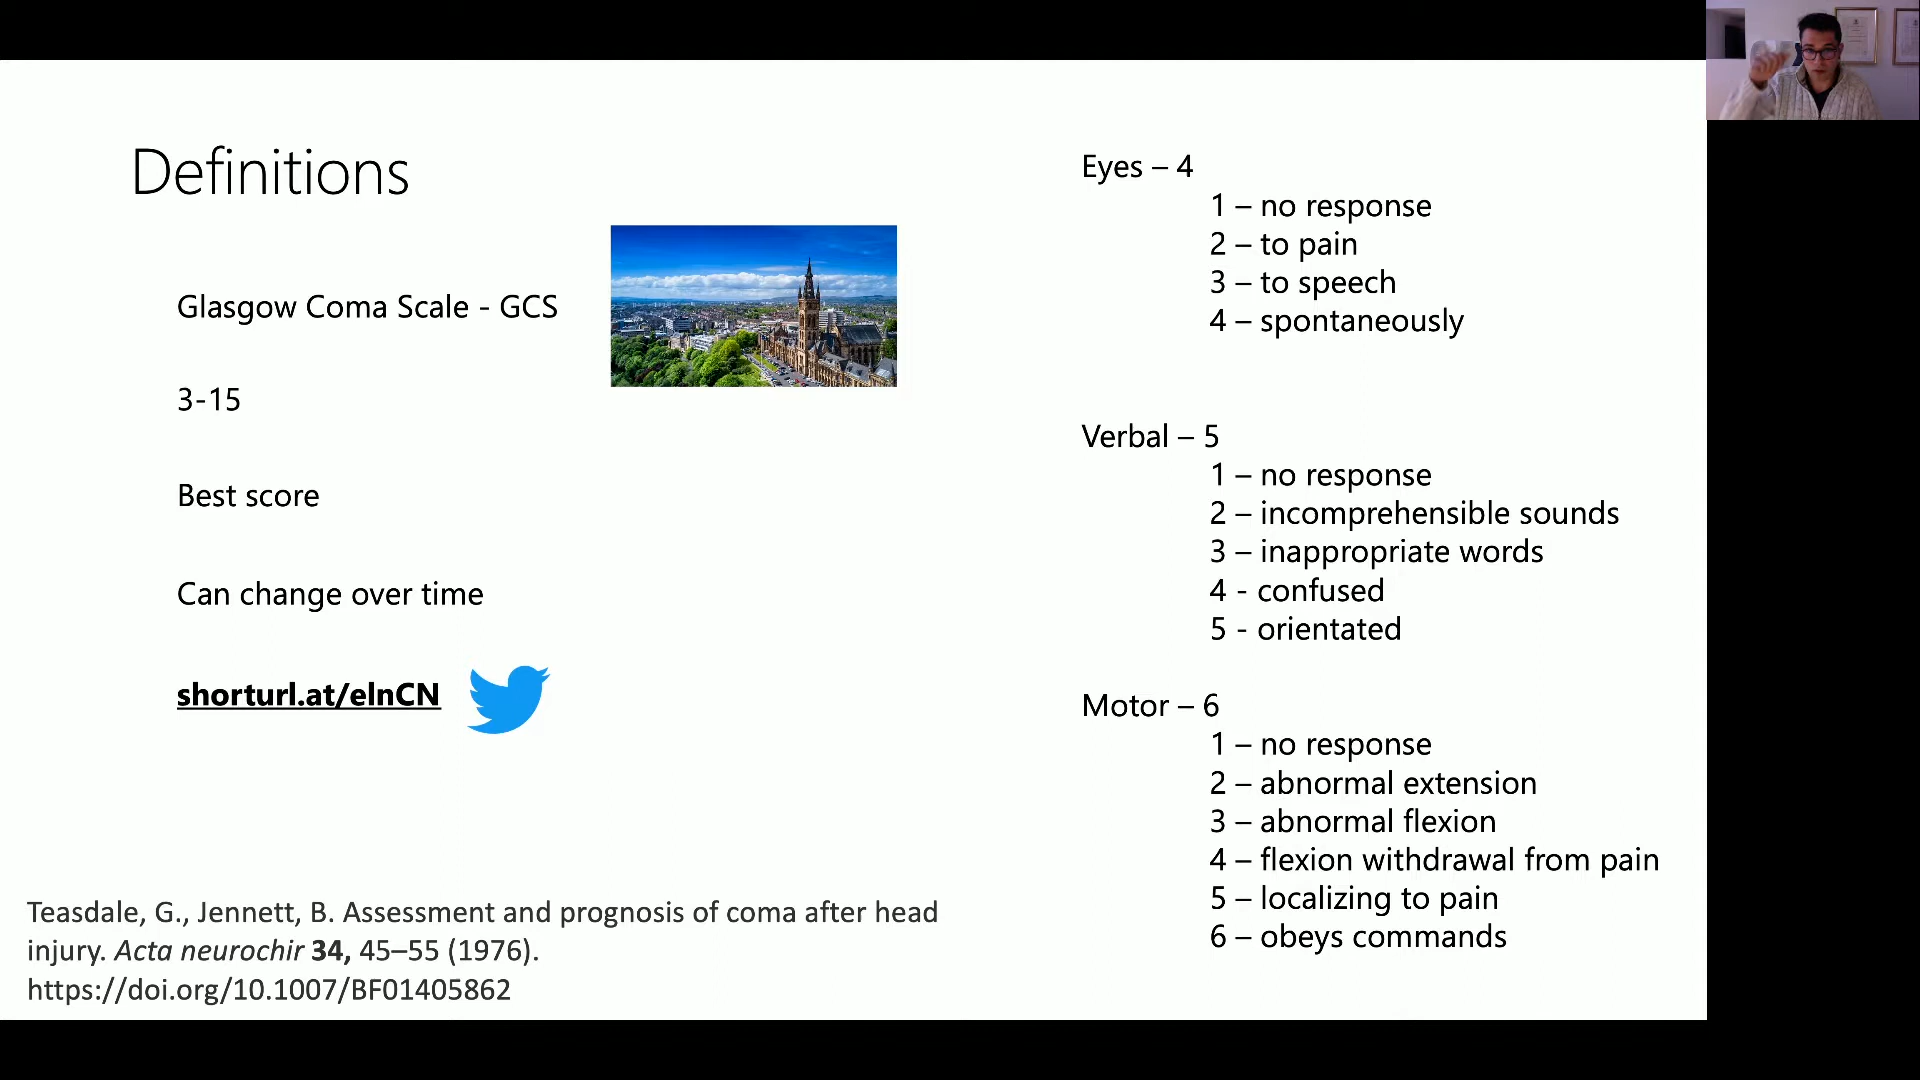 Definitions
Glasgow Coma Scale - GCS
3-15
Best score
Can change over time
shorturl.at/elnCN
Teasdale, G., Jennett, B. Assessment and prognosis of coma after head
injury. Acta neurochir 34, 45–55 (1976).
https://doi.org/10.1007/BF01405862
Eyes – 4
1 – no response
2 – to pain
3 – to speech
4 – spontaneously
Verbal – 5
1 – no response
2 – incomprehensible sounds
3 – inappropriate words
4 - confused
5 - orientated
Motor – 6
1 – no response
2 – abnormal extension
3 – abnormal flexion
4 – flexion withdrawal from pain
5 – localizing to pain
6 – obeys commands